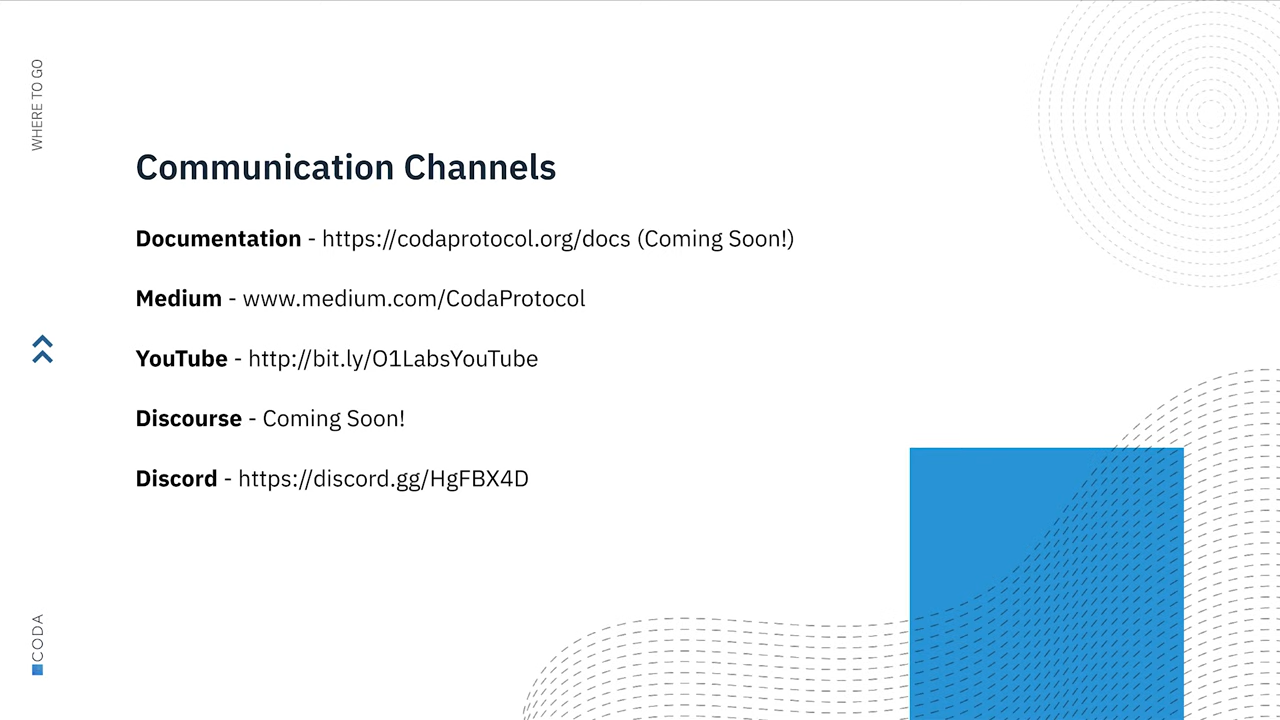 WHERE TO GO
Communication Channels
Documentation - https://codaprotocol.org/docs (Coming Soon!)
Medium - www.medium.com/CodaProtocol
YouTube - http://bit.ly/O1LabsYouTube
Discourse - Coming Soon!
Discord - https://discord.gg/HgFBX4D
CODA